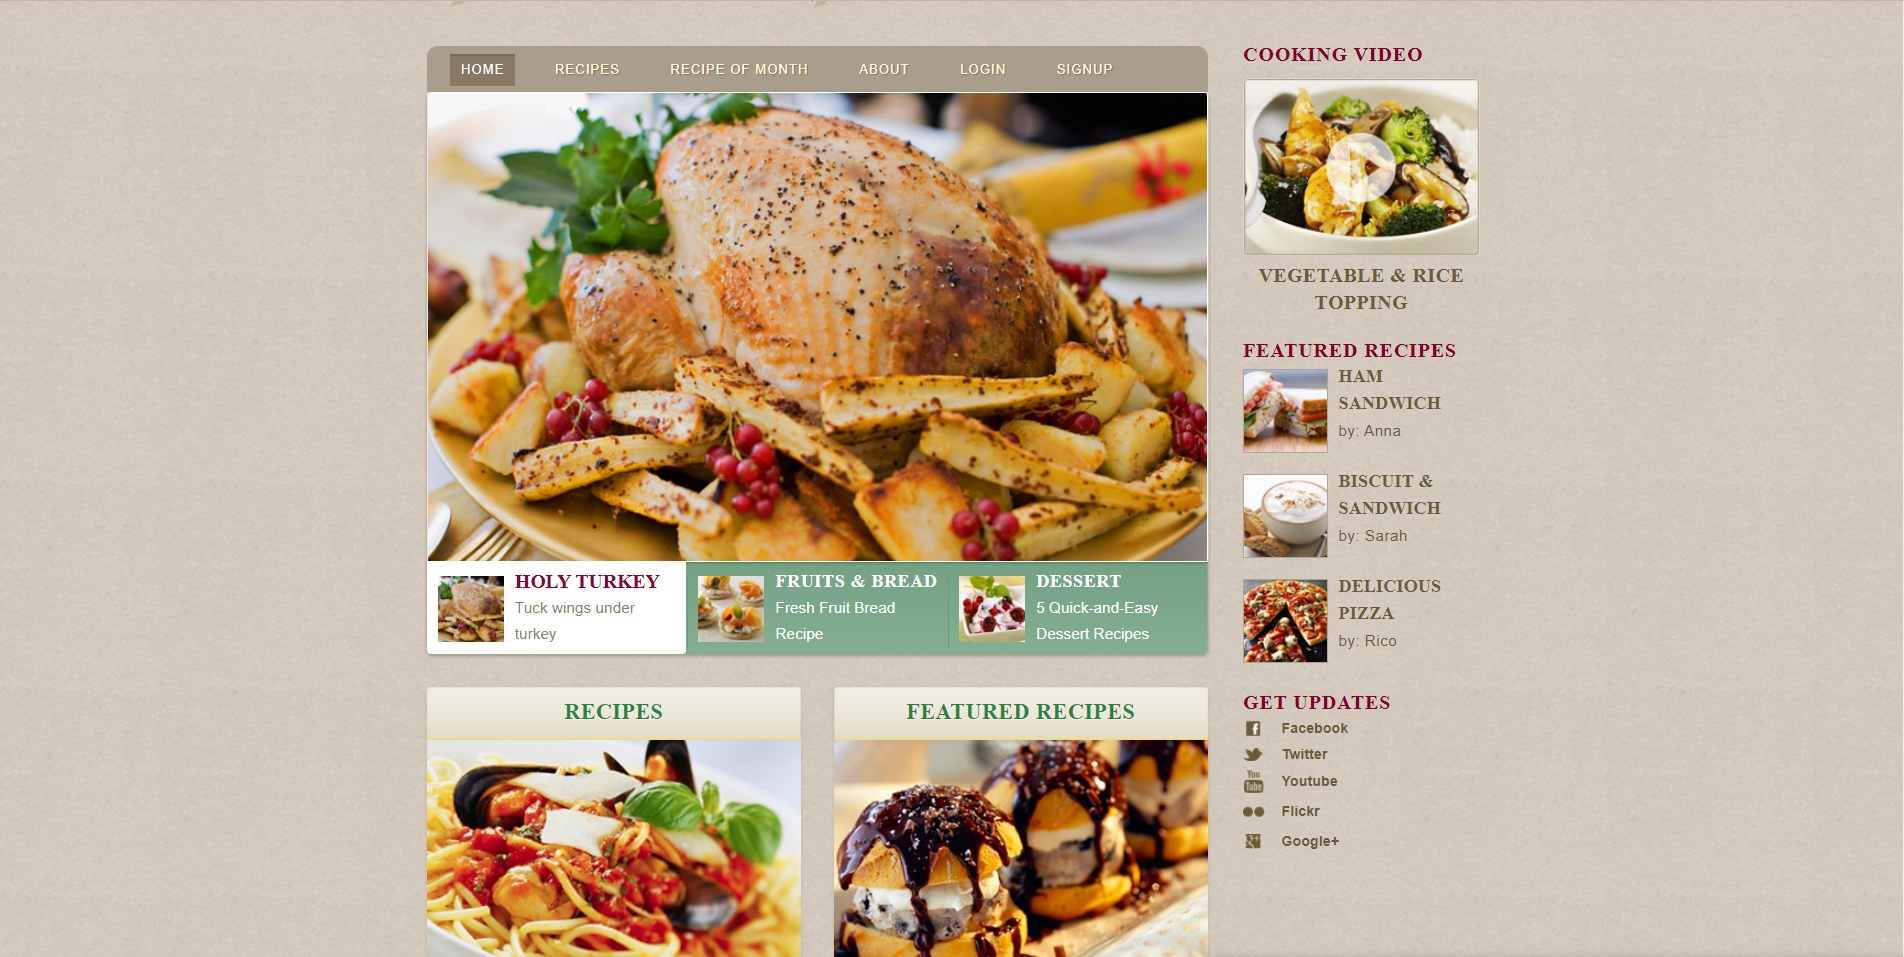 HOME RECIPES RECIPE OF MONTH ABOUT LOGIN SIGNUP
HOLY TURKEY
Tuck wings under
turkey
FRUITS & BREAD
Fresh Fruit Bread
Recipe
DESSERT
5 Quick-and-Easy
Dessert Recipes
RECIPES
FEATURED RECIPES
COOKING VIDEO
VEGETABLE & RICE
TOPPING
FEATURED RECIPES
HAM
SANDWICH
by: Anna
BISCUIT &
SANDWICH
by: Sarah
DELICIOUS
PIZZA
by: Rico
GET UPDATES
Facebook
Twitter
You
Tube
Youtube
Flickr
Google+